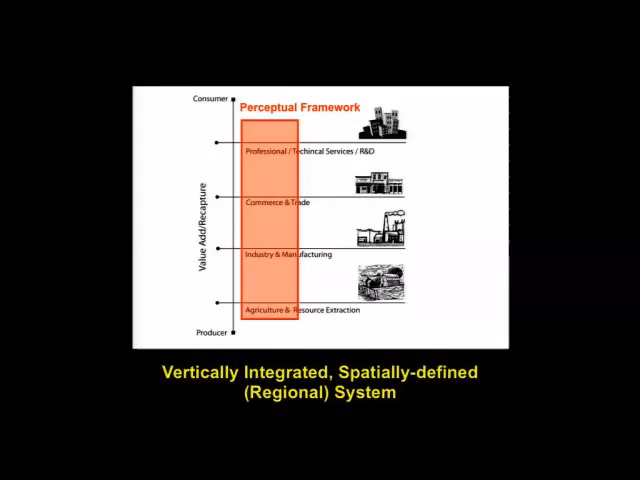 Consumer
Perceptual Framework
Professional / Techincal Services / R&D
Commerce & Trade
Value Add/Recapture
Industry & Manufacturing
Agriculture & Resource Extraction
Producer
Vertically Integrated, Spatially-defined
(Regional) System